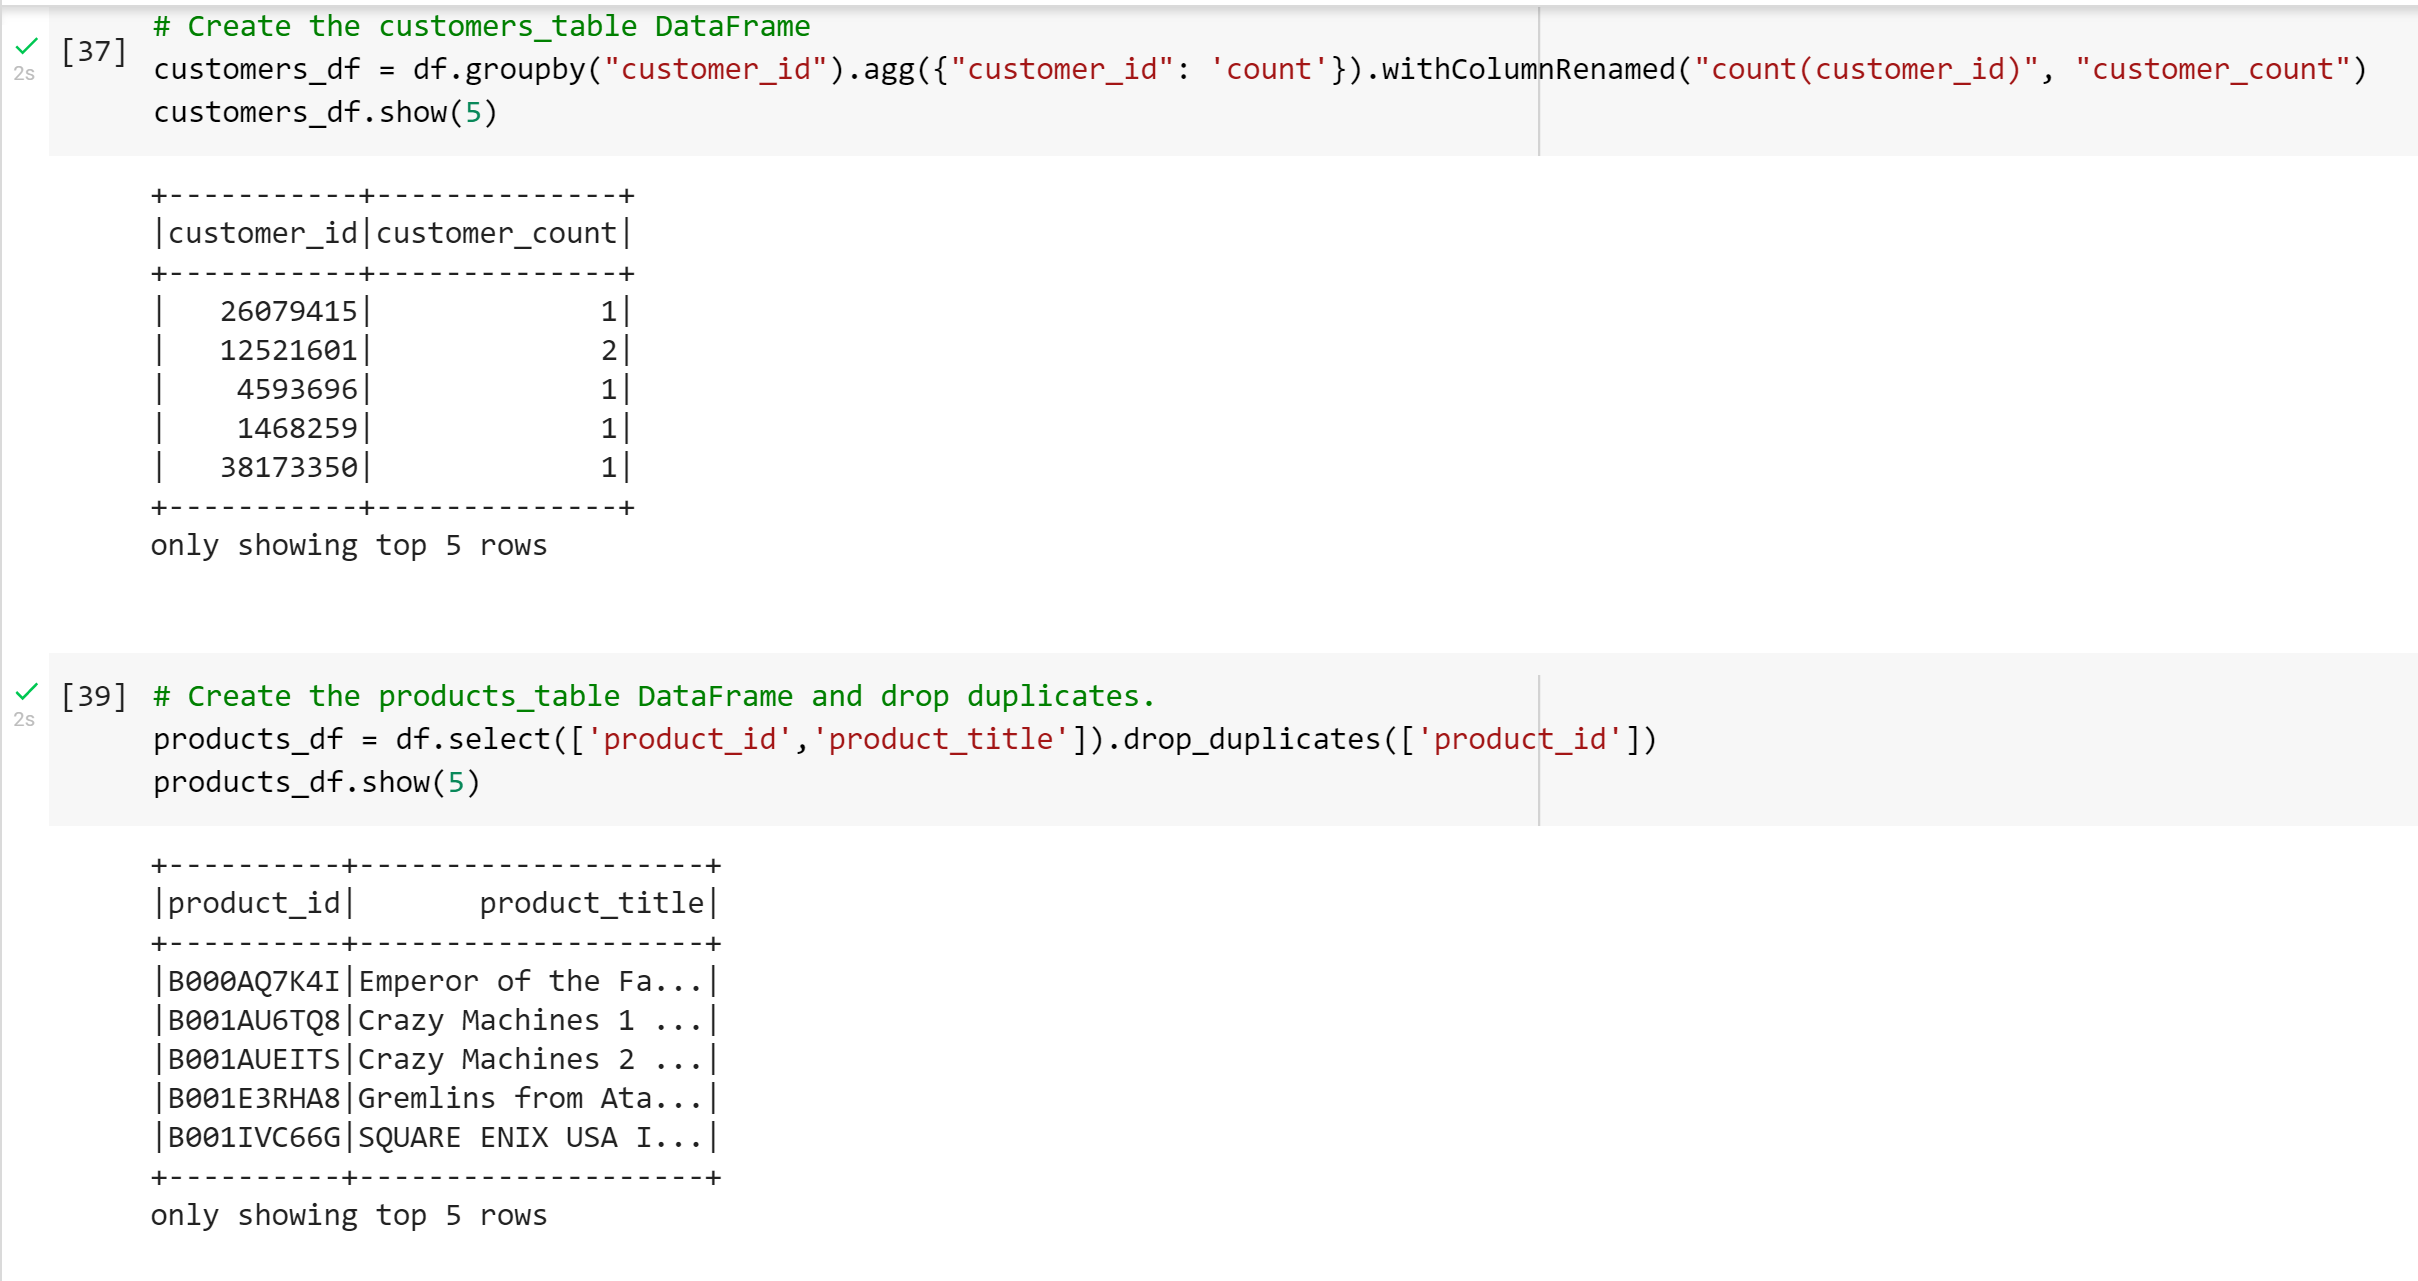 # Create the customers_table DataFrame
[37]
customers_df = df.groupby("customer_id").agg({"customer_id": 'count'}).withColumnRenamed("count(customer_id)", "customer_count")
2s
customers_df.show(5)
+-----------+--------------+
|customer_id|customer_count|
+-----------+--------------+
|   26079415|             1|
|   12521601|             2|
|    4593696|             1|
|    1468259|             1|
|   38173350|             1|
+-----------+--------------+
only showing top 5 rows
[39] # Create the products_table DataFrame and drop duplicates.
2s
products_df = df.select(['product_id','product_title']).drop_duplicates(['product_id'])
products_df.show(5)
+----------+--------------------+
|product_id|       product_title|
+----------+--------------------+
|B000AQ7K4I|Emperor of the Fa...|
|B001AU6TQ8|Crazy Machines 1 ...|
|B001AUEITS|Crazy Machines 2 ...|
|B001E3RHA8|Gremlins from Ata...|
|B001IVC66G|SQUARE ENIX USA I...|
+----------+--------------------+
only showing top 5 rows